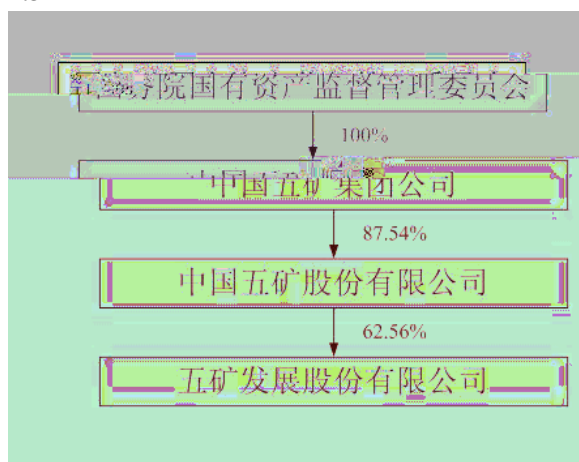 国务院国有资产监督管理委员会
100%
中国五矿集团公司
87.54%
中国五矿股份有限公司
62.56%
五矿发展股份有限公司